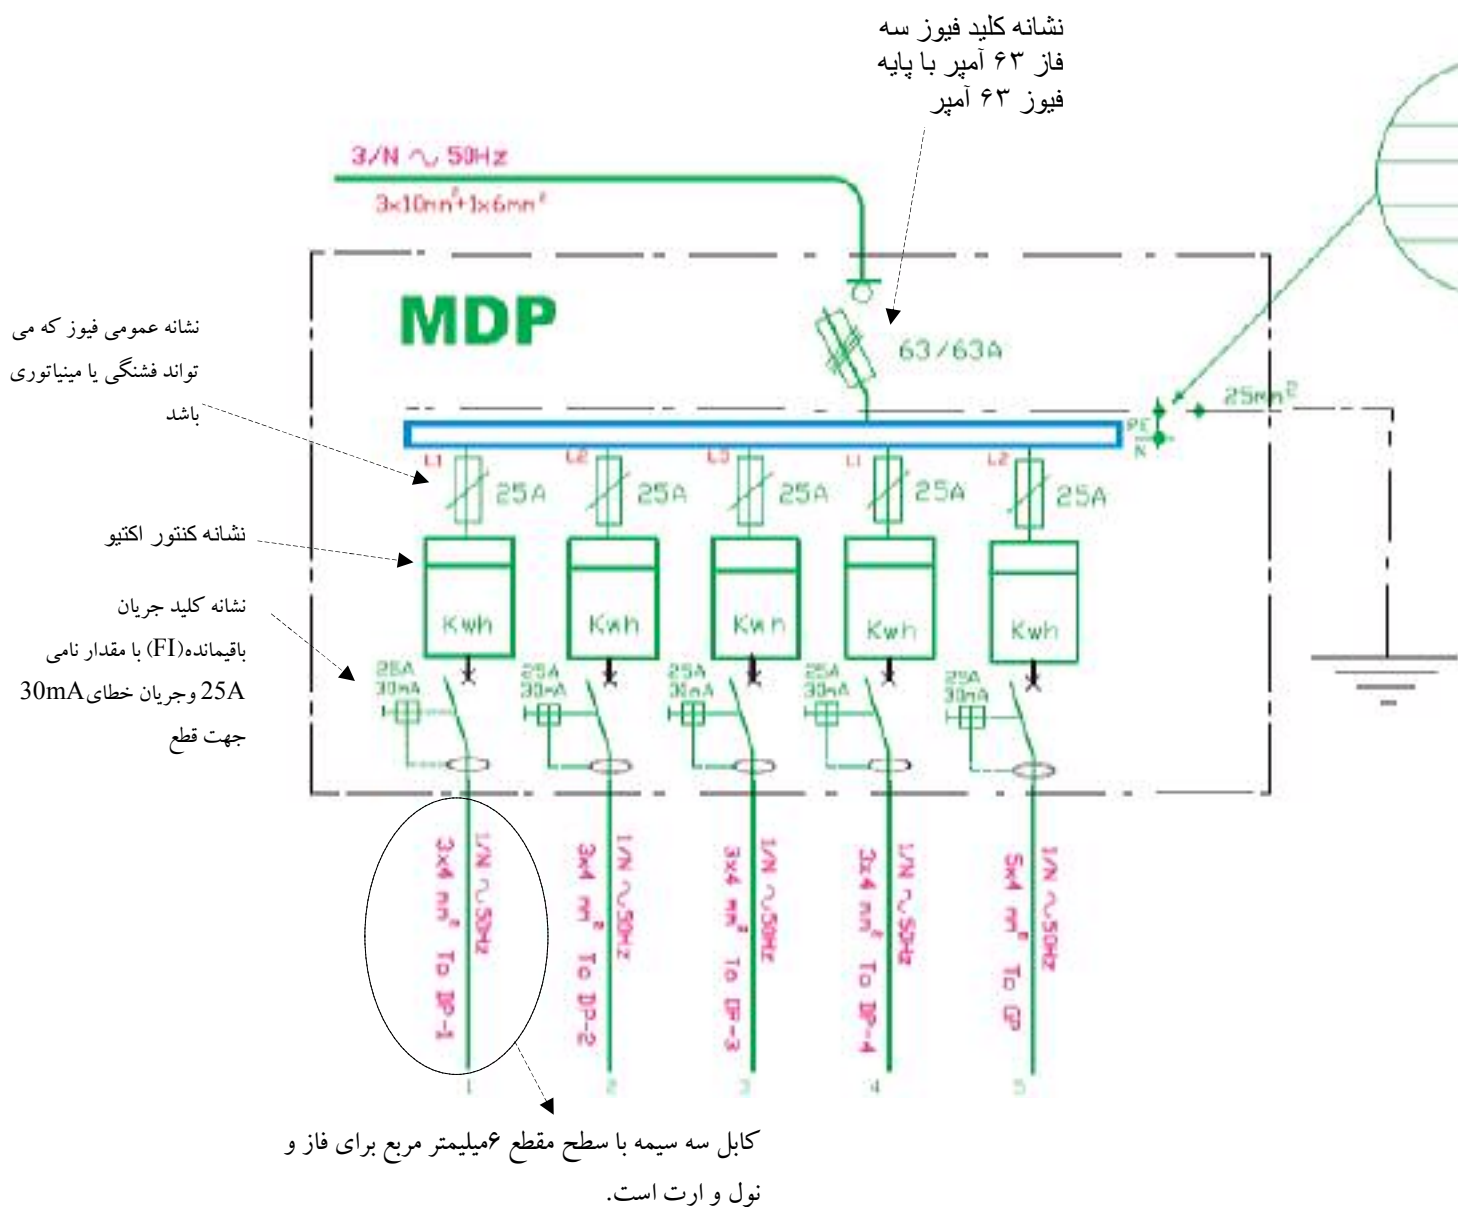 نشانه کلید فیوز سه
فاز ۶۳ آمپر با پایه
فیوز ۶۳ آمپر
3/N ∿ 50Hz
3x10mm²+1x6mm²
MDP
63/63A
نشانه عمومی فیوز که می
تواند فشنگی یا مینیاتوری
باشد
25mm²
PE
N
L1
L2
L3
L1
L2
25A
25A
25A
25A
25A
نشانه کنتور اکتیو
Kwh
Kwh
Kwh
Kwh
Kwh
نشانه کلید جریان
باقیمانده(FI) با مقدار نامی
25A وجریان خطای30mA
جهت قطع
25A
30mA
25A
30mA
25A
30mA
25A
30mA
25A
30mA
1/N ∿50Hz
3x4 mm² To DP-1
1/N ∿50Hz
3x4 mm² To DP-2
1/N ∿50Hz
3x4 mm² To DP-3
1/N ∿50Hz
3x4 mm² To DP-4
1/N ∿50Hz
5x4 mm² To GP
1
2
3
4
5
کابل سه سیمه با سطح مقطع ۶میلیمتر مربع برای فاز و
نول و ارت است.